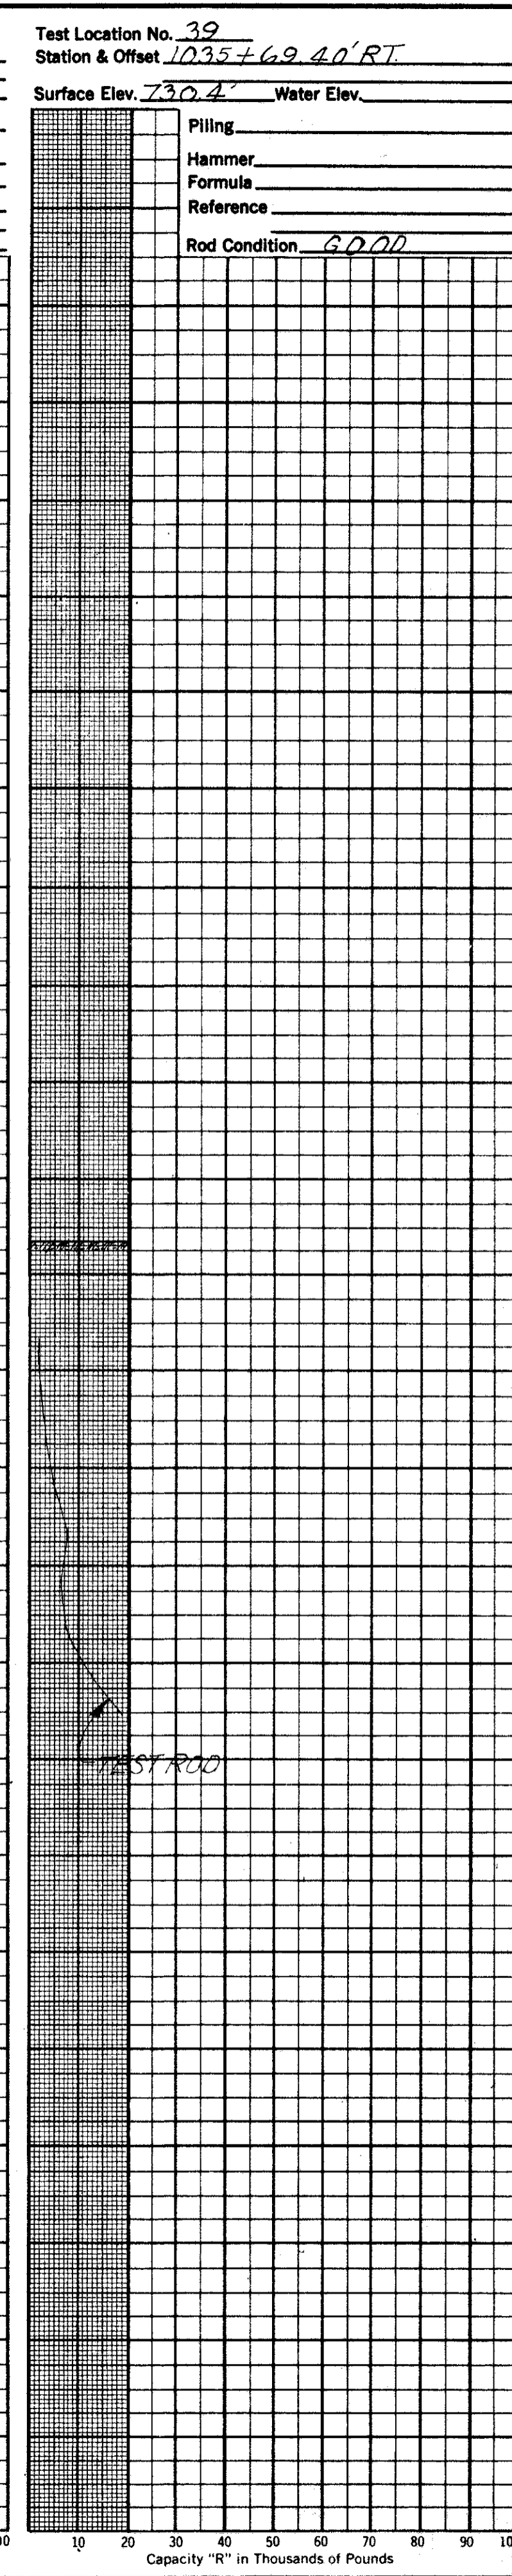 Test Location No. 39
Station & Offset 1035+69 40' RT.
Surface Elev. 730.4' Water Elev.
Piling
Hammer
Formula
Reference
Rod Condition GOOD
TEST ROD
00 10 20 30 40 50 60 70 80 90 10
Capacity "R" in Thousands of Pounds